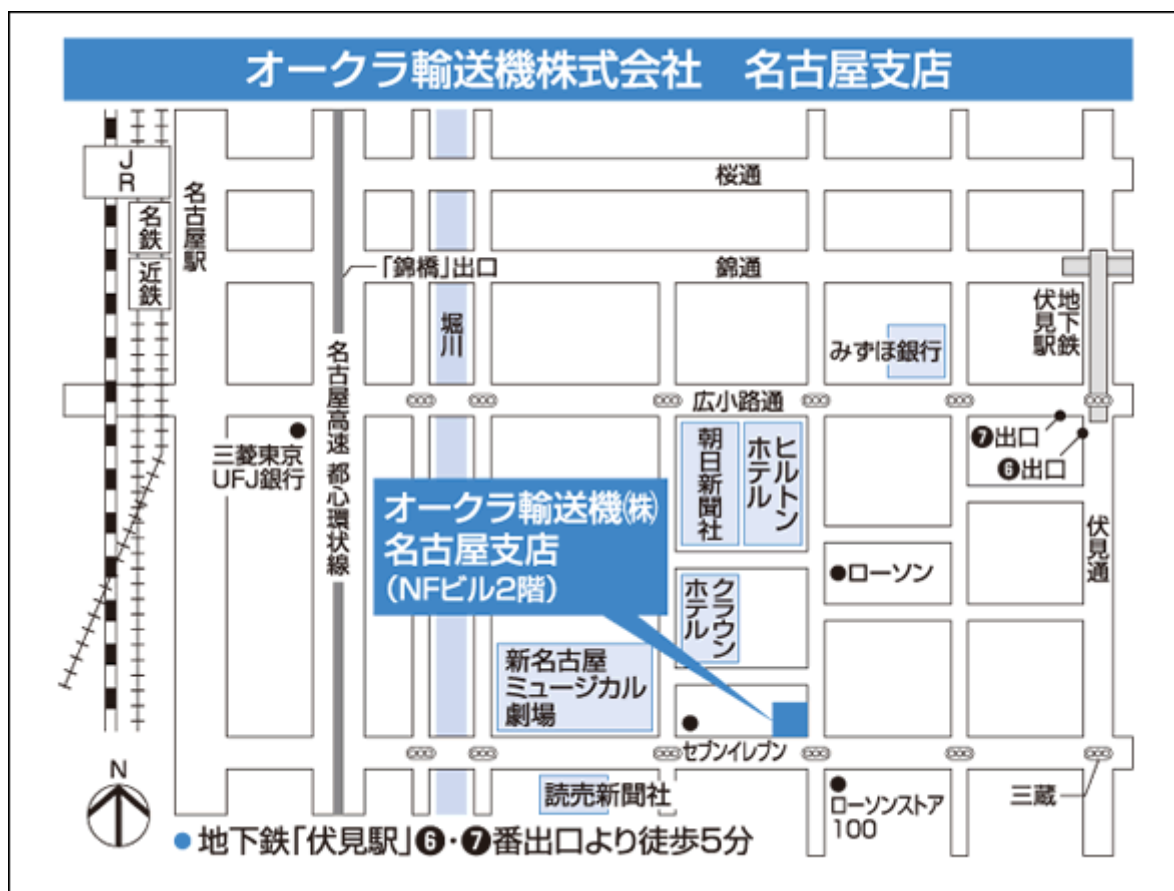 オークラ輸送機株式会社　名古屋支店
JR
名鉄
近鉄
名古屋駅
桜通
「錦橋」出口
錦通
堀川
名古屋高速 都心環状線
みずほ銀行
地下鉄
伏見駅
広小路通
三菱東京
UFJ銀行
朝日新聞社
ヒルトン
ホテル
❼出口
❻出口
伏見通
オークラ輸送機㈱
名古屋支店
(NFビル2階)
ローソン
クラウン
ホテル
新名古屋
ミュージカル
劇場
セブンイレブン
読売新聞社
ローソンストア
100
三蔵
N
●地下鉄「伏見駅」❻・❼番出口より徒歩5分